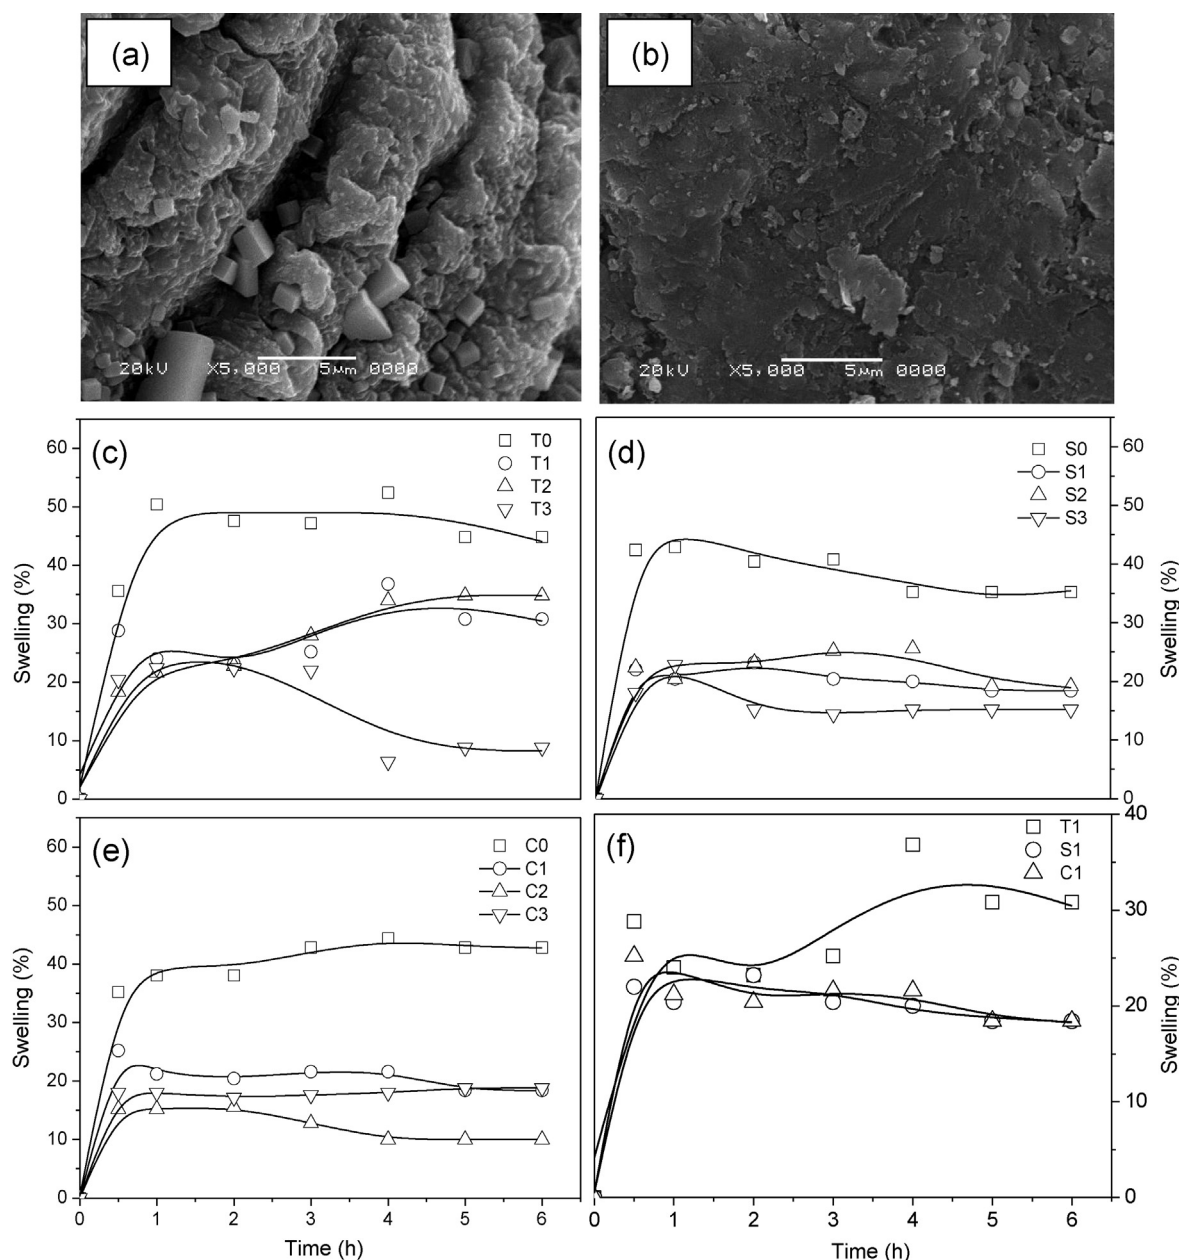 (a)
20kV X5,000 5µm 0000
(b)
20kV X5,000 5µm 0000
(c)
T0
T1
T2
T3
60
50
40
30
20
10
0
Swelling (%)
(d)
S0
S1
S2
S3
60
50
40
30
20
10
0
Swelling (%)
(e)
C0
C1
C2
C3
60
50
40
30
20
10
0
Swelling (%)
0 1 2 3 4 5 6
Time (h)
(f)
T1
S1
C1
40
30
20
10
0
Swelling (%)
0 1 2 3 4 5 6
Time (h)